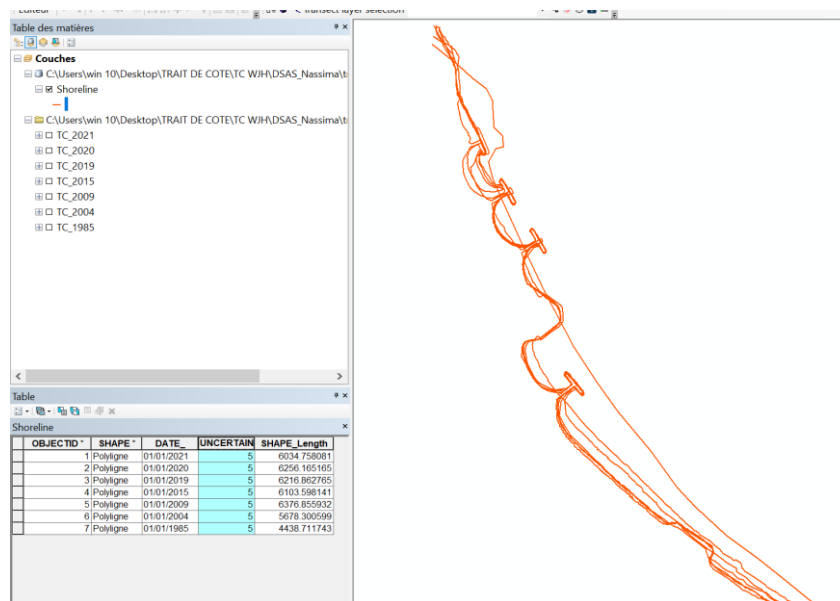 Editeur
transect layer selection
Table des matières
Couches
C:\Users\win 10\Desktop\TRAIT DE COTE\TC WJH\DSAS_Nassima\t
Shoreline
C:\Users\win 10\Desktop\TRAIT DE COTE\TC WJH\DSAS_Nassima\t
TC_2021
TC_2020
TC_2019
TC_2015
TC_2009
TC_2004
TC_1985
Table
Shoreline
OBJECTID * SHAPE * DATE_ UNCERTAIN SHAPE_Length
1 Polyligne 01/01/2021 5 6034.758081
2 Polyligne 01/01/2020 5 6256.165165
3 Polyligne 01/01/2019 5 6216.862765
4 Polyligne 01/01/2015 5 6103.598141
5 Polyligne 01/01/2009 5 6376.855932
6 Polyligne 01/01/2004 5 5678.300599
7 Polyligne 01/01/1985 5 4438.711743